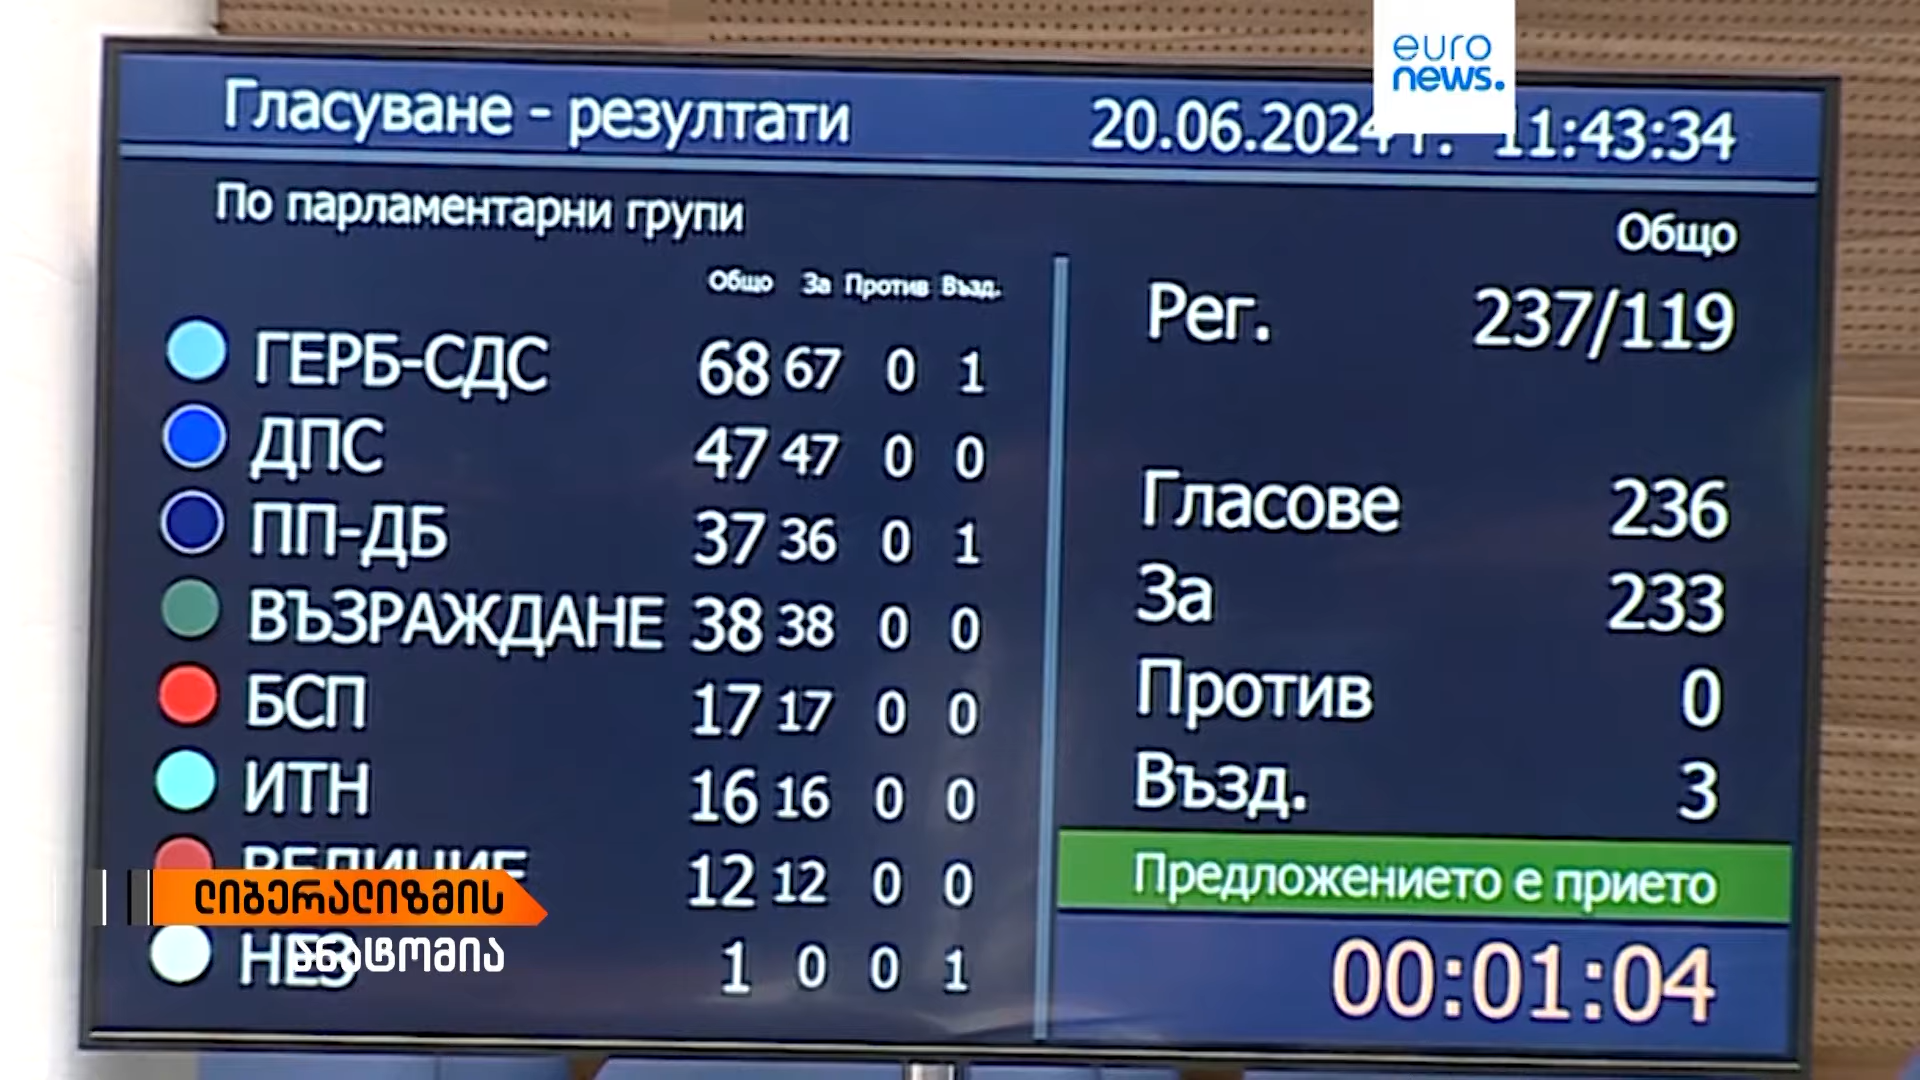 euro
news.
Гласуване - резултати 20.06.2024 г. 11:43:34
По парламентарни групи
Общо
Общо За Против Възд.
Рег. 237/119
ГЕРБ-СДС 68 67 0 1
ДПС 47 47 0 0
Гласове 236
ПП-ДБ 37 36 0 1
За 233
ВЪЗРАЖДАНЕ 38 38 0 0
Против 0
БСП 17 17 0 0
Възд. 3
ИТН 16 16 0 0
ВЕЛИЧИЕ 12 12 0 0
Предложението е прието
ლიბერალიზმის
ანატომია
НЕЗ 1 0 0 1
00:01:04